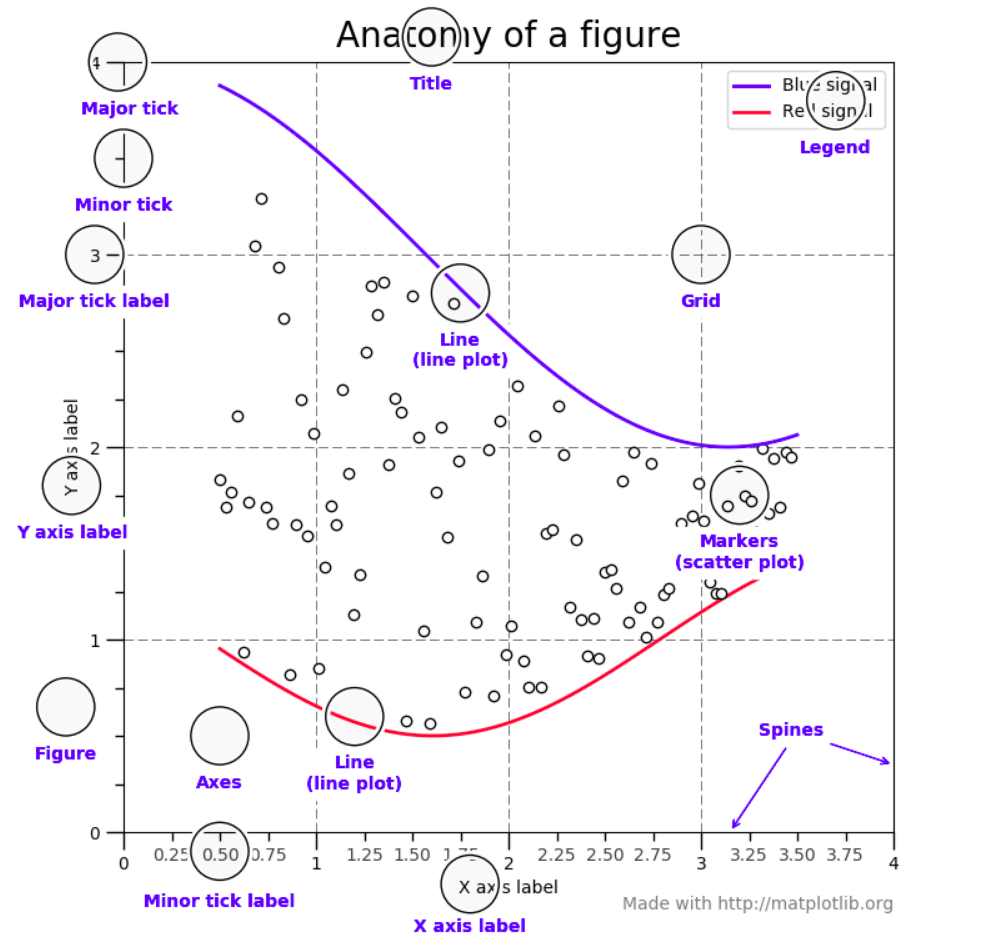 Anatomy of a figure
Title
4
Major tick
Blue signal
Red signal
Legend
Minor tick
3
Major tick label
Grid
Line
(line plot)
Y axis label
2
Y axis label
Markers
(scatter plot)
1
Figure
Axes
Line
(line plot)
Spines
0
0 0.25 0.50 0.75 1 1.25 1.50 2 2.25 2.50 2.75 3 3.25 3.50 3.75 4
Minor tick label
X axis label
X axis label
Made with http://matplotlib.org